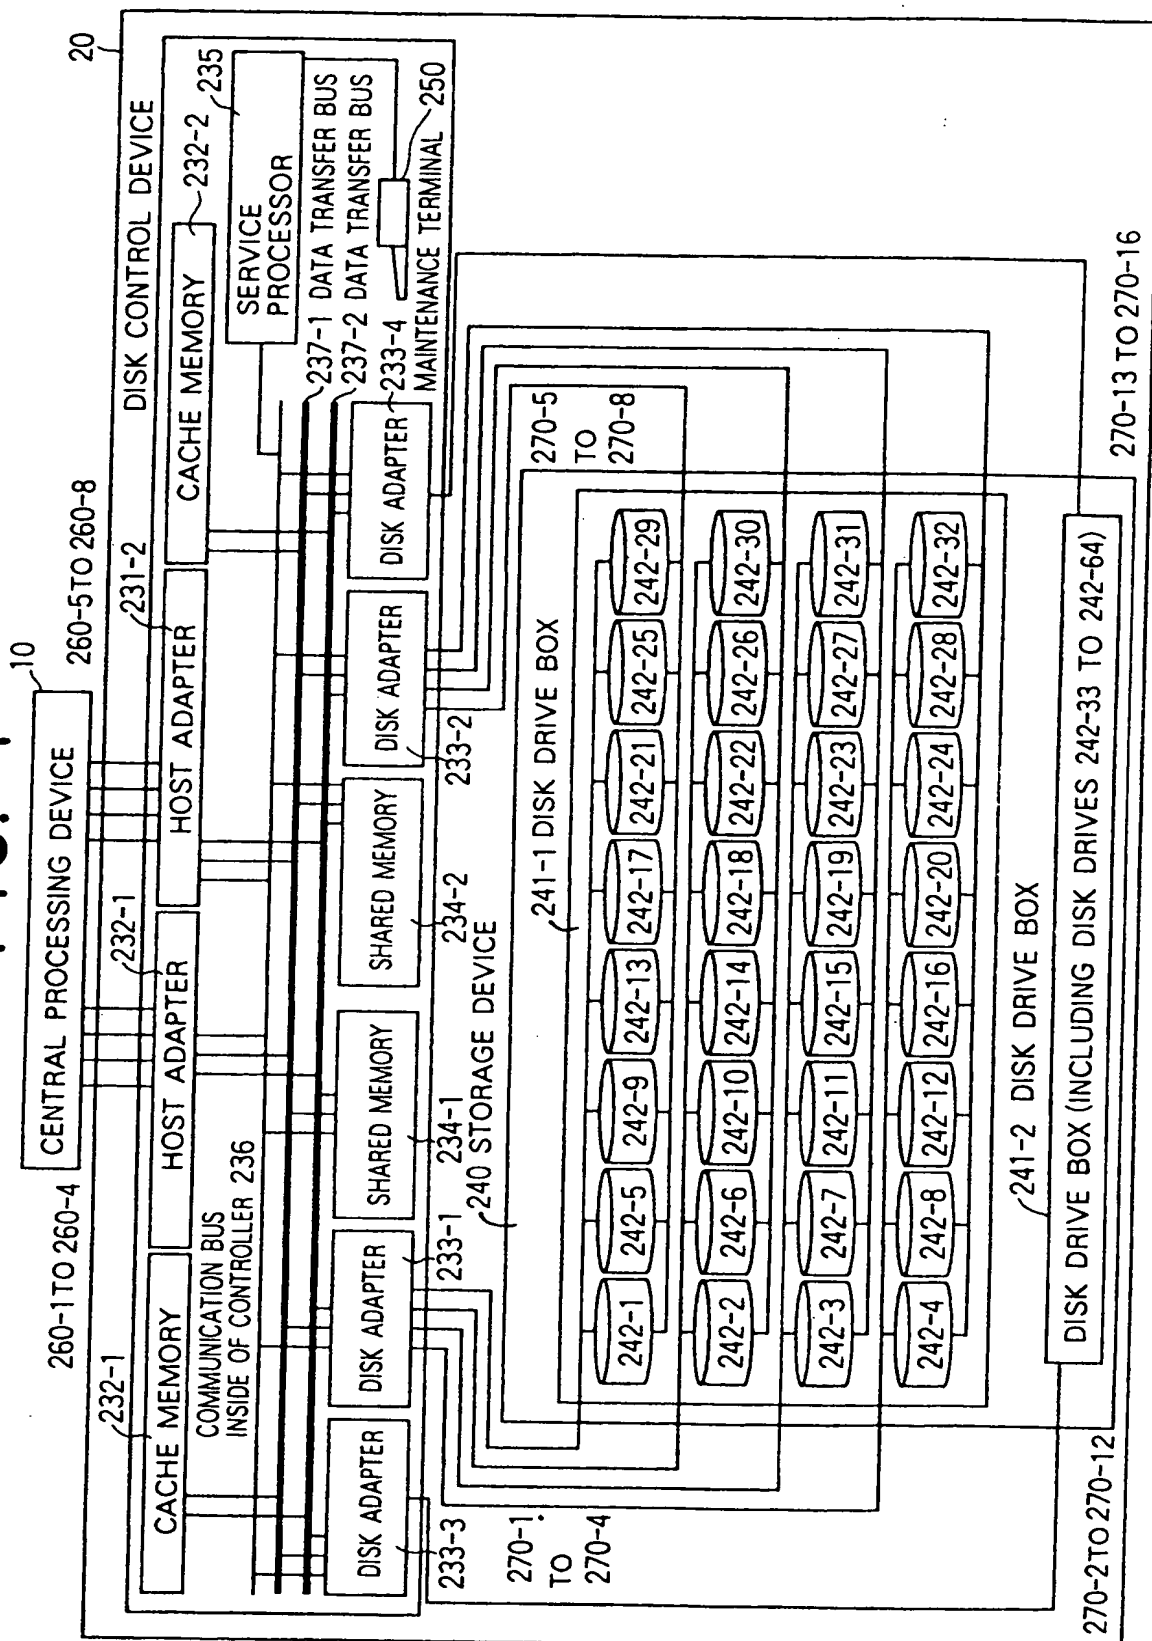 10
CENTRAL PROCESSING DEVICE
260-1 TO 260-4
260-5 TO 260-8
20
DISK CONTROL DEVICE
232-1
CACHE MEMORY
232-1
HOST ADAPTER
231-2
HOST ADAPTER
CACHE MEMORY
232-2
235
SERVICE
PROCESSOR
COMMUNICATION BUS
INSIDE OF CONTROLLER 236
237-1 DATA TRANSFER BUS
237-2 DATA TRANSFER BUS
DISK ADAPTER
233-3
DISK ADAPTER
233-1
SHARED MEMORY
234-1
SHARED MEMORY
234-2
DISK ADAPTER
233-2
DISK ADAPTER
233-4
MAINTENANCE TERMINAL
250
240 STORAGE DEVICE
270-1.
TO
270-4
270-5
TO
270-8
241-1 DISK DRIVE BOX
242-1 242-5 242-9 242-13 242-17 242-21 242-25 242-29
242-2 242-6 242-10 242-14 242-18 242-22 242-26 242-30
242-3 242-7 242-11 242-15 242-19 242-23 242-27 242-31
242-4 242-8 242-12 242-16 242-20 242-24 242-28 242-32
241-2 DISK DRIVE BOX
DISK DRIVE BOX (INCLUDING DISK DRIVES 242-33 TO 242-64)
270-2 TO 270-12
270-13 TO 270-16